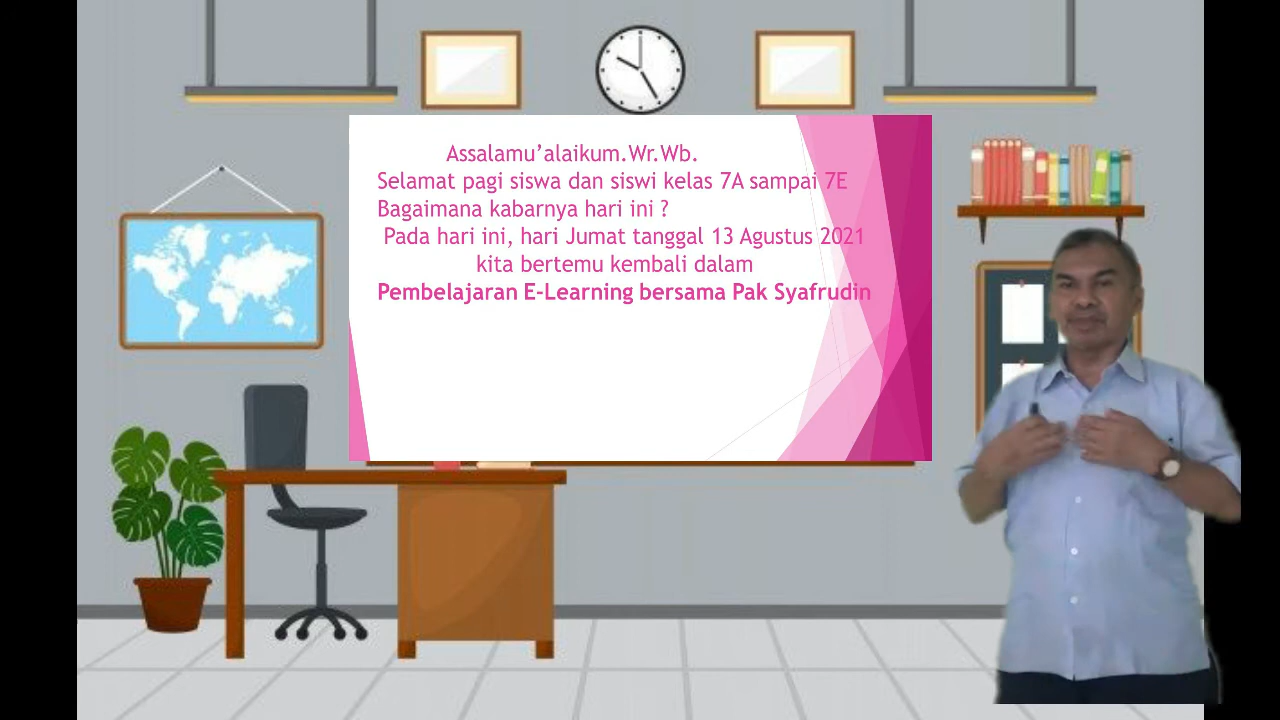 Assalamu’alaikum.Wr.Wb.
Selamat pagi siswa dan siswi kelas 7A sampai 7E
Bagaimana kabarnya hari ini ?
Pada hari ini, hari Jumat tanggal 13 Agustus 2021
kita bertemu kembali dalam
Pembelajaran E-Learning bersama Pak Syafrudin